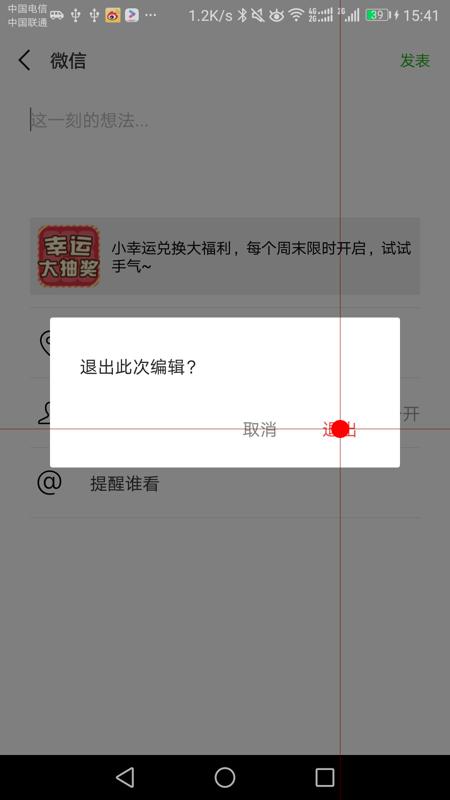 中国电信
中国联通
1.2K/s 4G 2G 2G 39 15:41
微信 发表
这一刻的想法...
幸运
大抽奖
小幸运兑换大福利，每个周末限时开启，试试
手气~
退出此次编辑？
开
取消 退出
@ 提醒谁看